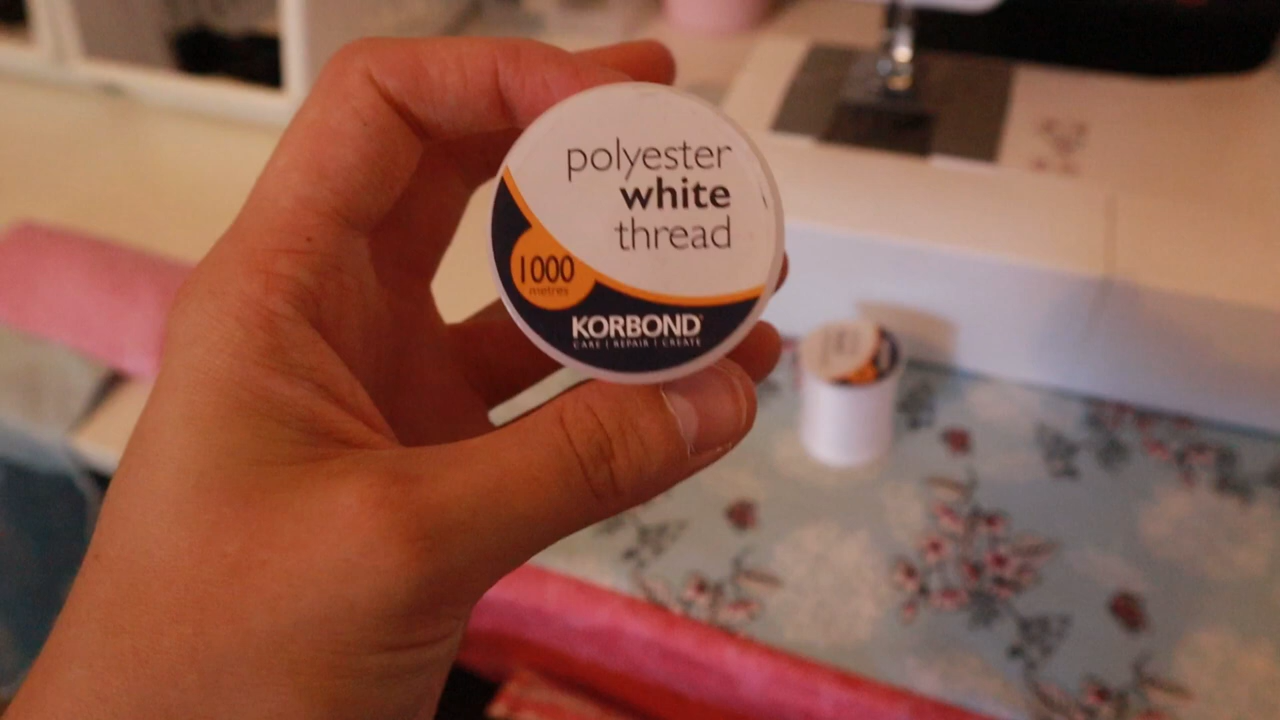 polyester
white
thread
1000
metres
KORBOND
CARE | REPAIR | CREATE